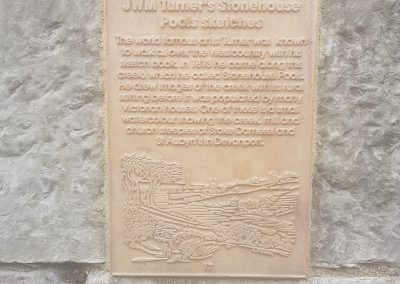 JWM Turner's Stonehouse
Pools sketches
The world famous artist Turner was known
to walk all over the Westcountry with his
sketch book. In 1813 he came along this
creek, which he called Stonehouse Pools.
He drew images of the creek with its rural
setting before it was populated by many
Victorian houses. One of these became a
watercolour showing the creek, mill and
church steeples of Stoke Damerel and
St Aubyn's in Devonport.
17